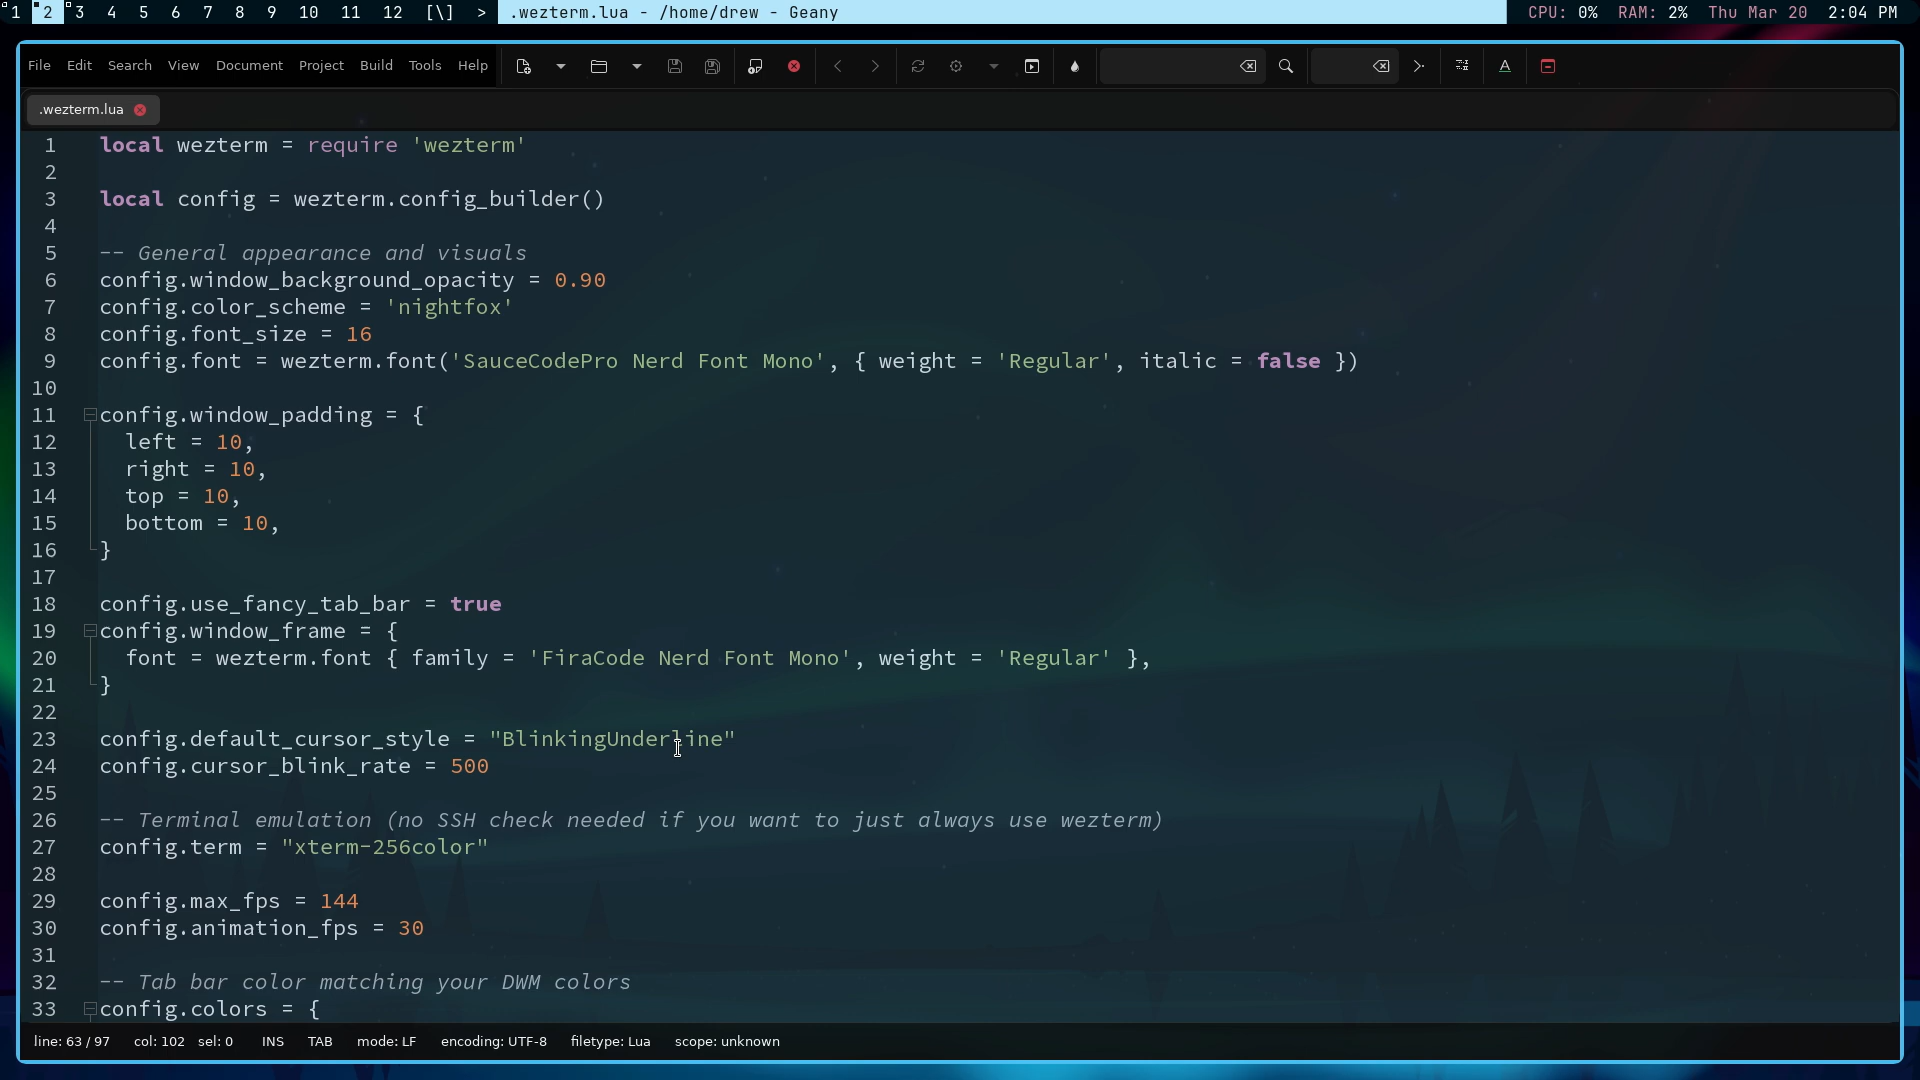 1 2 3 4 5 6 7 8 9 10 11 12 [\] > .wezterm.lua - /home/drew - Geany CPU: 0% RAM: 2% Thu Mar 20 2:04 PM
File Edit Search View Document Project Build Tools Help
.wezterm.lua
1 local wezterm = require 'wezterm'
2
3 local config = wezterm.config_builder()
4
5 -- General appearance and visuals
6 config.window_background_opacity = 0.90
7 config.color_scheme = 'nightfox'
8 config.font_size = 16
9 config.font = wezterm.font('SauceCodePro Nerd Font Mono', { weight = 'Regular', italic = false })
10
11 config.window_padding = {
12   left = 10,
13   right = 10,
14   top = 10,
15   bottom = 10,
16 }
17
18 config.use_fancy_tab_bar = true
19 config.window_frame = {
20   font = wezterm.font { family = 'FiraCode Nerd Font Mono', weight = 'Regular' },
21 }
22
23 config.default_cursor_style = "BlinkingUnderline"
24 config.cursor_blink_rate = 500
25
26 -- Terminal emulation (no SSH check needed if you want to just always use wezterm)
27 config.term = "xterm-256color"
28
29 config.max_fps = 144
30 config.animation_fps = 30
31
32 -- Tab bar color matching your DWM colors
33 config.colors = {
line: 63 / 97 col: 102 sel: 0 INS TAB mode: LF encoding: UTF-8 filetype: Lua scope: unknown